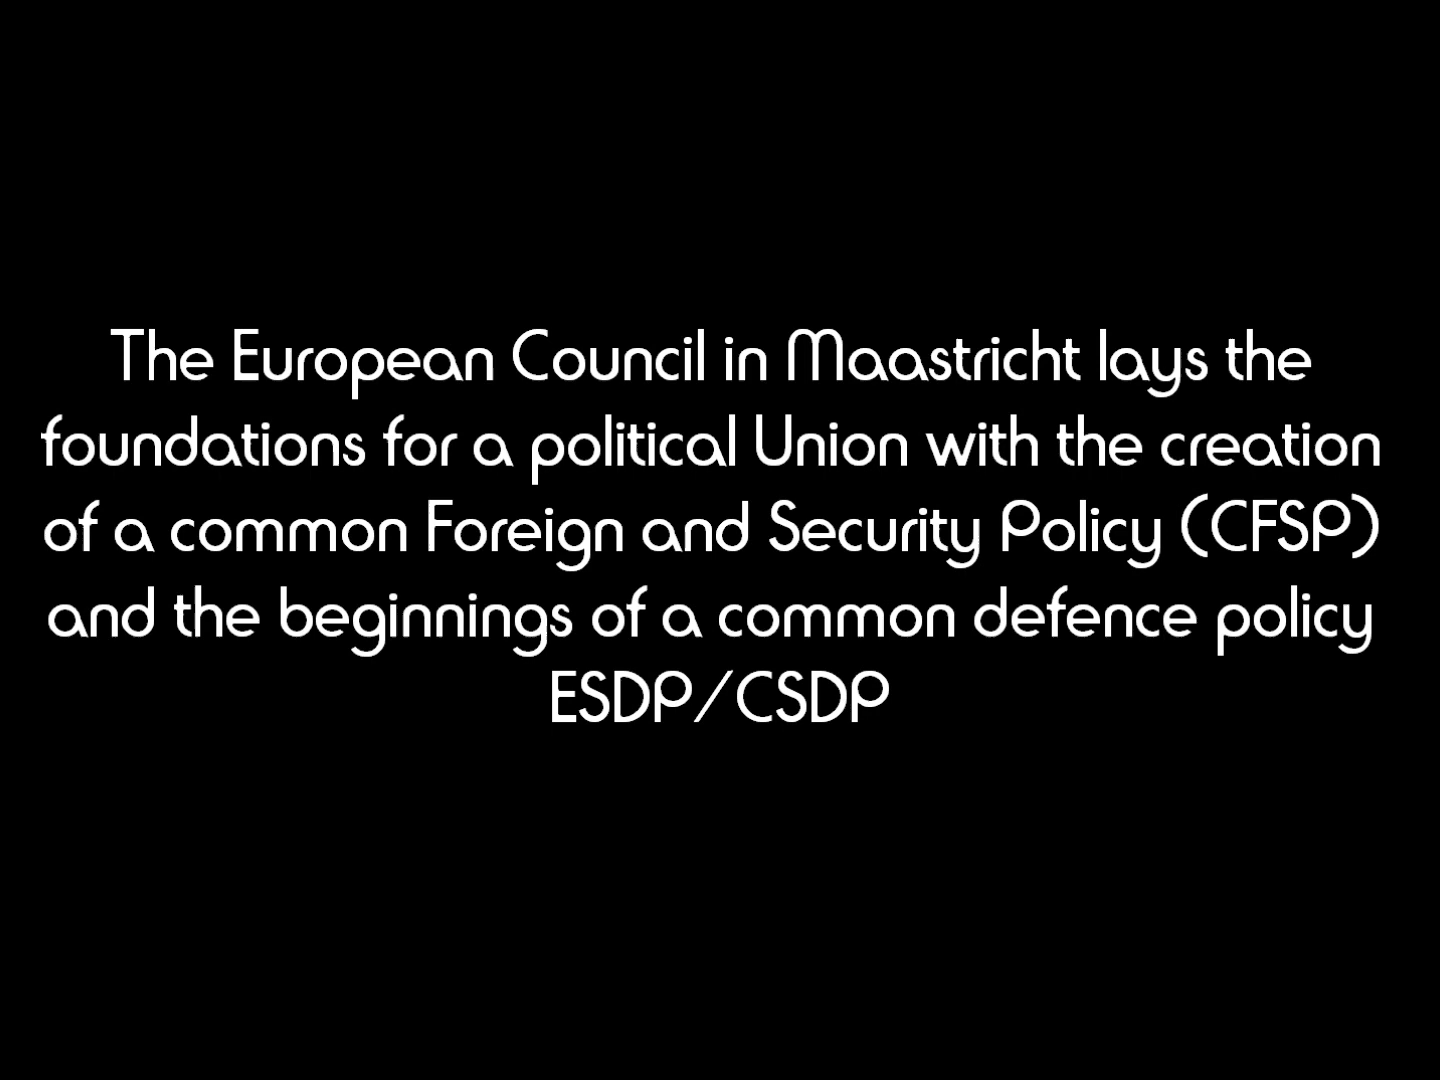 The European Council in Maastricht lays the
foundations for a political Union with the creation
of a common Foreign and Security Policy (CFSP)
and the beginnings of a common defence policy
ESDP/CSDP